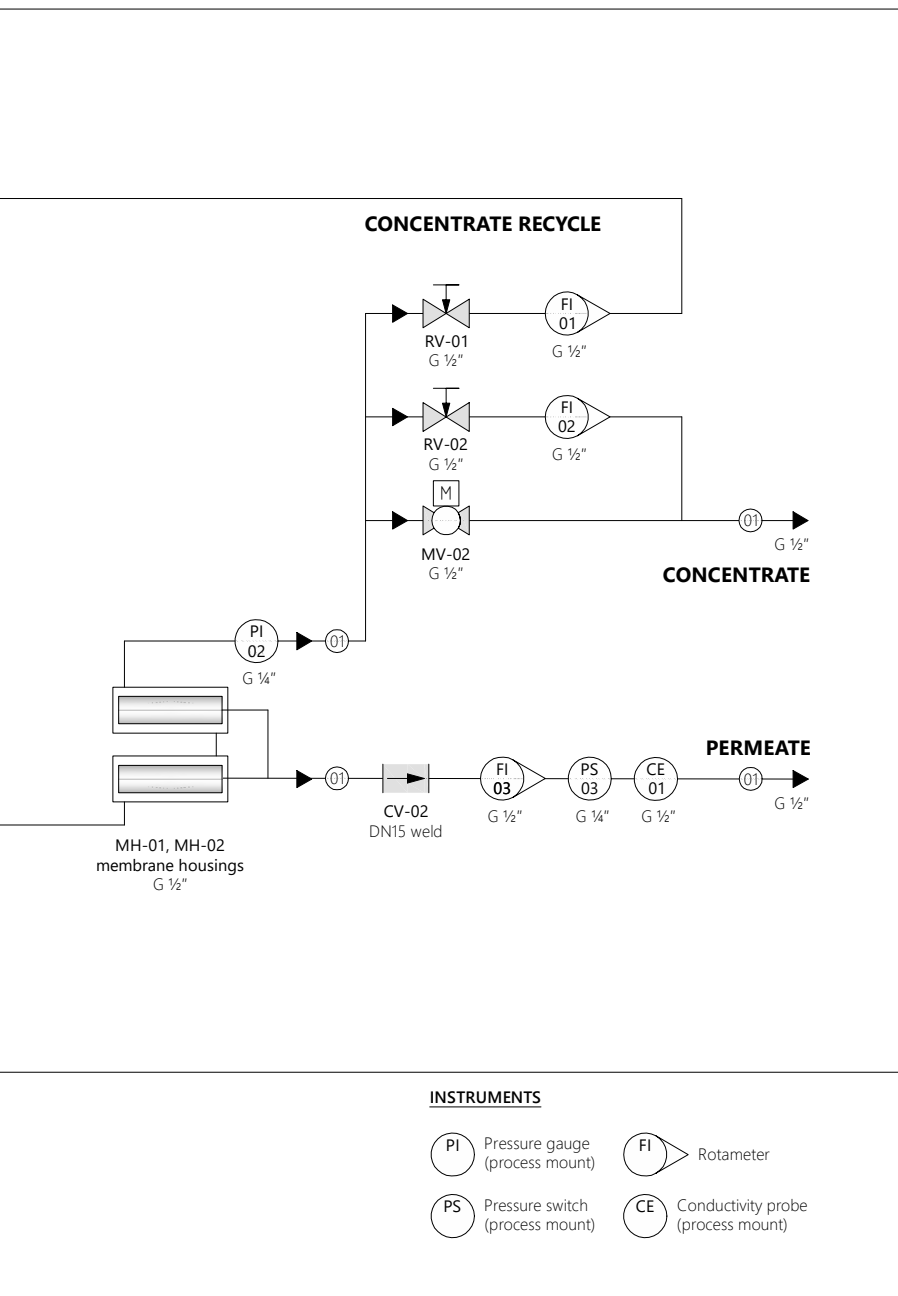 CONCENTRATE RECYCLE
FI
01
RV-01
G ½"
G ½"
FI
02
RV-02
G ½"
G ½"
M
01
MV-02
G ½"
G ½"
CONCENTRATE
PI
02
01
G ¼"
PERMEATE
01
FI
03
PS
03
CE
01
01
CV-02
DN15 weld
G ½"
G ¼"
G ½"
G ½"
MH-01, MH-02
membrane housings
G ½"
INSTRUMENTS
PI
Pressure gauge
(process mount)
FI
Rotameter
PS
Pressure switch
(process mount)
CE
Conductivity probe
(process mount)